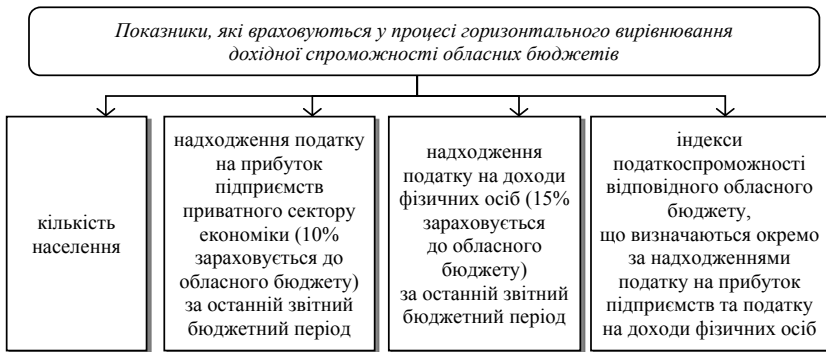 Показники, які враховуються у процесі горизонтального вирівнювання
дохідної спроможності обласних бюджетів
кількість
населення
надходження податку
на прибуток
підприємств
приватного сектору
економіки (10%
зараховується до
обласного бюджету)
за останній звітний
бюджетний період
надходження
податку на доходи
фізичних осіб (15%
зараховується
до обласного
бюджету)
за останній звітний
бюджетний період
індекси
податкоспроможності
відповідного обласного
бюджету,
що визначаються окремо
за надходженнями
податку на прибуток
підприємств та податку
на доходи фізичних осіб